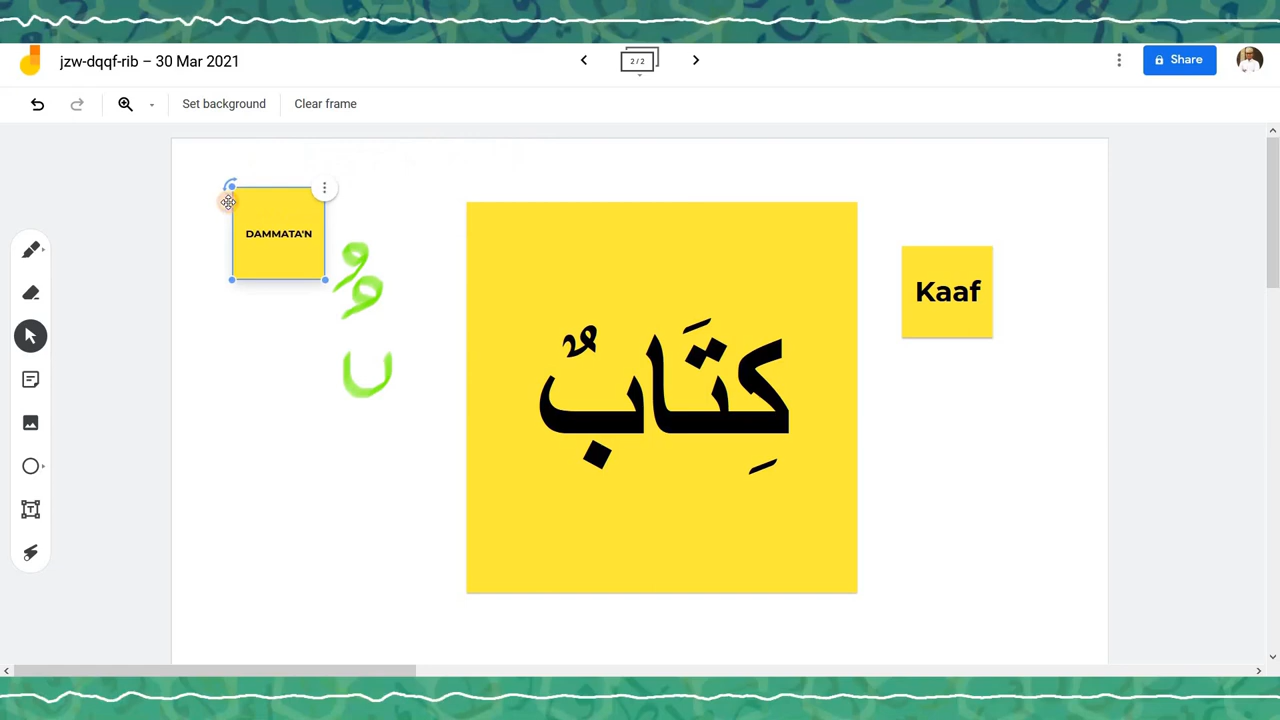 jzw-dqqf-rib – 30 Mar 2021
2 / 2
Share
Set background
Clear frame
DAMMATA'N
كِتَابٌ
Kaaf